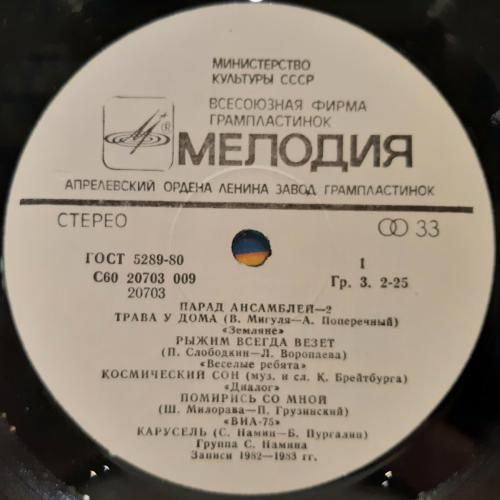 МИНИСТЕРСТВО
КУЛЬТУРЫ СССР
ВСЕСОЮЗНАЯ ФИРМА
ГРАМПЛАСТИНОК
® МЕЛОДИЯ
АПРЕЛЕВСКИЙ ОРДЕНА ЛЕНИНА ЗАВОД ГРАМПЛАСТИНОК
СТЕРЕО 33
ГОСТ 5289-80 1
С60 20703 009 Гр. 3. 2-25
20703
ПАРАД АНСАМБЛЕЙ—2
ТРАВА У ДОМА (В. Мигуля—А. Поперечный)
«Земляне»
РЫЖИМ ВСЕГДА ВЕЗЕТ
(П. Слободкин—Л. Воропаева)
«Веселые ребята»
КОСМИЧЕСКИЙ СОН (муз. и сл. К. Брейтбурга)
«Диалог»
ПОМИРИСЬ СО МНОЙ
(Ш. Милорава—П. Грузинский)
«ВИА-75»
КАРУСЕЛЬ (С. Намин—Б. Пургалин)
Группа С. Намина
Записи 1982—1983 гг.